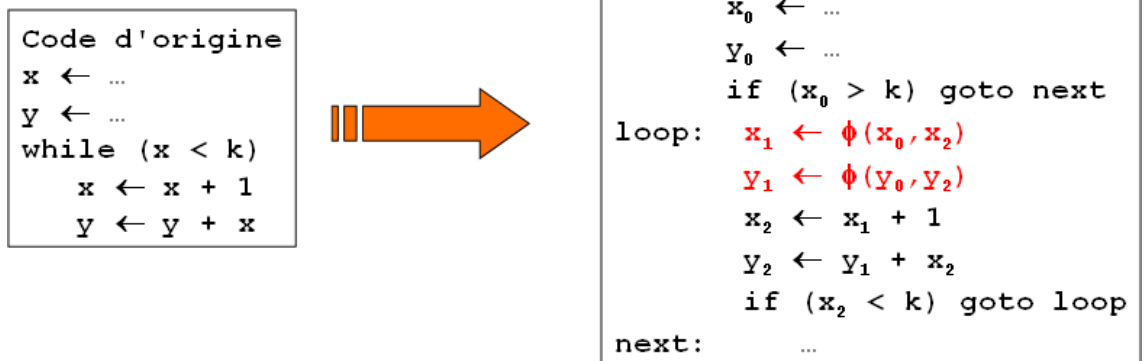 Code d'origine
x ← …
y ← …
while (x < k)
x ← x + 1
y ← y + x
x₀ ← …
y₀ ← …
if (x₀ > k) goto next
loop: x₁ ← ϕ(x₀,x₂)
y₁ ← ϕ(y₀,y₂)
x₂ ← x₁ + 1
y₂ ← y₁ + x₂
if (x₂ < k) goto loop
next: …